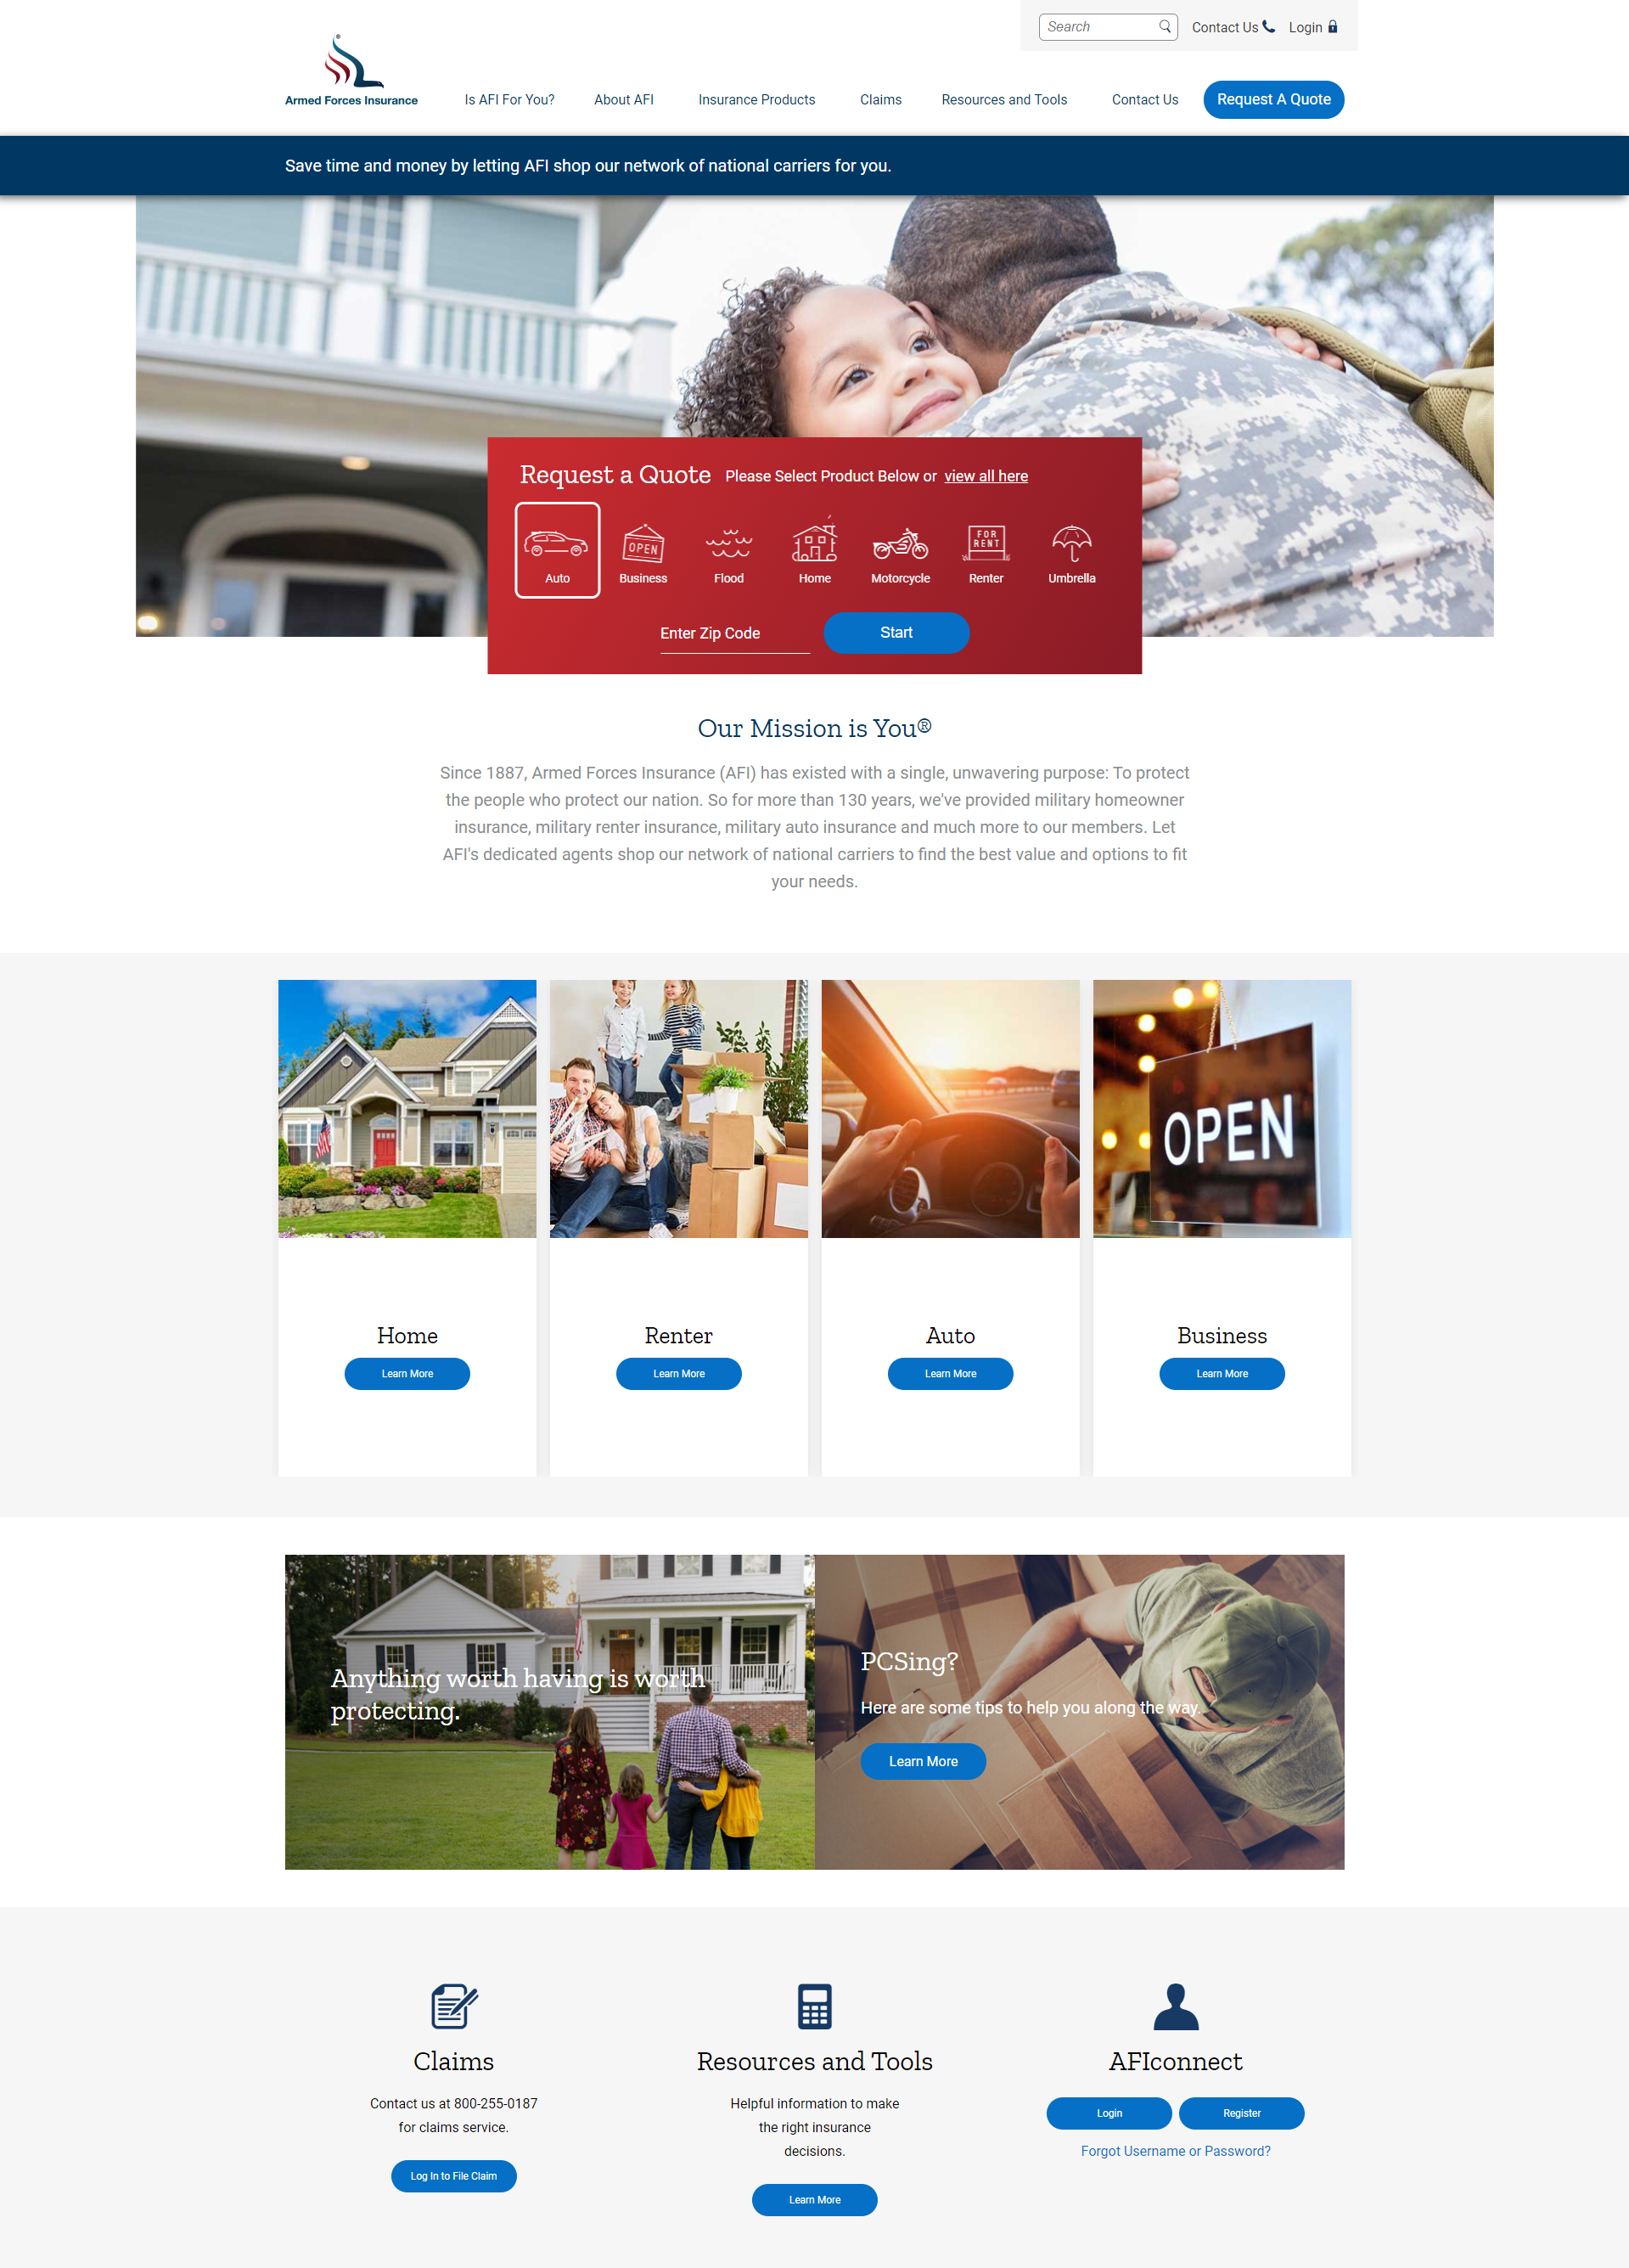 Search
Contact Us
Login
®
Armed Forces Insurance
Is AFI For You?
About AFI
Insurance Products
Claims
Resources and Tools
Contact Us
Request A Quote
Save time and money by letting AFI shop our network of national carriers for you.
Request a Quote Please Select Product Below or view all here
OPEN
FOR
RENT
Auto
Business
Flood
Home
Motorcycle
Renter
Umbrella
Enter Zip Code
Start
Our Mission is You®
Since 1887, Armed Forces Insurance (AFI) has existed with a single, unwavering purpose: To protect
the people who protect our nation. So for more than 130 years, we've provided military homeowner
insurance, military renter insurance, military auto insurance and much more to our members. Let
AFI's dedicated agents shop our network of national carriers to find the best value and options to fit
your needs.
OPEN
Home
Learn More
Renter
Learn More
Auto
Learn More
Business
Learn More
Anything worth having is worth
protecting.
PCSing?
Here are some tips to help you along the way.
Learn More
Claims
Contact us at 800-255-0187
for claims service.
Log In to File Claim
Resources and Tools
Helpful information to make
the right insurance
decisions.
Learn More
AFIconnect
Login
Register
Forgot Username or Password?